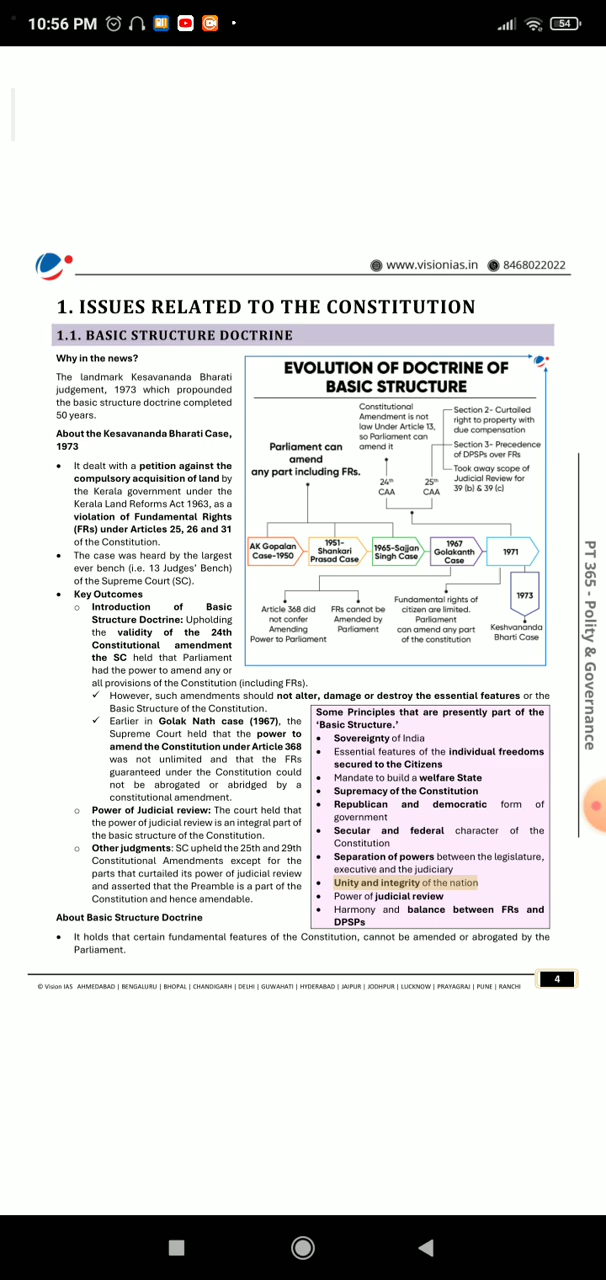 10:56 PM
54
www.visionias.in 8468022022
1. ISSUES RELATED TO THE CONSTITUTION
1.1. BASIC STRUCTURE DOCTRINE
Why in the news?
The landmark Kesavananda Bharati
judgement, 1973 which propounded
the basic structure doctrine completed
50 years.
About the Kesavananda Bharati Case,
1973
• It dealt with a petition against the
compulsory acquisition of land by
the Kerala government under the
Kerala Land Reforms Act 1963, as a
violation of Fundamental Rights
(FRs) under Articles 25, 26 and 31
of the Constitution.
• The case was heard by the largest
ever bench (i.e. 13 Judges' Bench)
of the Supreme Court (SC).
• Key Outcomes
o Introduction of Basic
Structure Doctrine: Upholding
the validity of the 24th
Constitutional amendment
the SC held that Parliament
had the power to amend any or
all provisions of the Constitution (including FRs).
✓ However, such amendments should not alter, damage or destroy the essential features or the
Basic Structure of the Constitution.
✓ Earlier in Golak Nath case (1967), the
Supreme Court held that the power to
amend the Constitution under Article 368
was not unlimited and that the FRs
guaranteed under the Constitution could
not be abrogated or abridged by a
constitutional amendment.
o Power of Judicial review: The court held that
the power of judicial review is an integral part of
the basic structure of the Constitution.
o Other judgments: SC upheld the 25th and 29th
Constitutional Amendments except for the
parts that curtailed its power of judicial review
and asserted that the Preamble is a part of the
Constitution and hence amendable.
About Basic Structure Doctrine
• It holds that certain fundamental features of the Constitution, cannot be amended or abrogated by the
Parliament.
EVOLUTION OF DOCTRINE OF
BASIC STRUCTURE
Parliament can
amend
any part including FRs.
Constitutional
Amendment is not
law Under Article 13,
so Parliament can
amend it
Section 2- Curtailed
right to property with
due compensation
Section 3- Precedence
of DPSPs over FRs
Took away scope of
Judicial Review for
39 (b) & 39 (c)
24th
CAA
25th
CAA
AK Gopalan
Case-1950
1951-
Shankari
Prasad Case
1965-Sajjan
Singh Case
1967
Golakanth
Case
1971
1973
Article 368 did
not confer
Amending
Power to Parliament
FRs cannot be
Amended by
Parliament
Fundamental rights of
citizen are limited.
Parliament
can amend any part
of the constitution
Keshvananda
Bharti Case
Some Principles that are presently part of the
'Basic Structure.'
• Sovereignty of India
• Essential features of the individual freedoms
secured to the Citizens
• Mandate to build a welfare State
• Supremacy of the Constitution
• Republican and democratic form of
government
• Secular and federal character of the
Constitution
• Separation of powers between the legislature,
executive and the judiciary
• Unity and integrity of the nation
• Power of judicial review
• Harmony and balance between FRs and
DPSPs
PT 365 - Polity & Governance
© Vision IAS AHMEDABAD | BENGALURU | BHOPAL | CHANDIGARH | DELHI | GUWAHATI | HYDERABAD | JAIPUR | JODHPUR | LUCKNOW | PRAYAGRAJ | PUNE | RANCHI
4